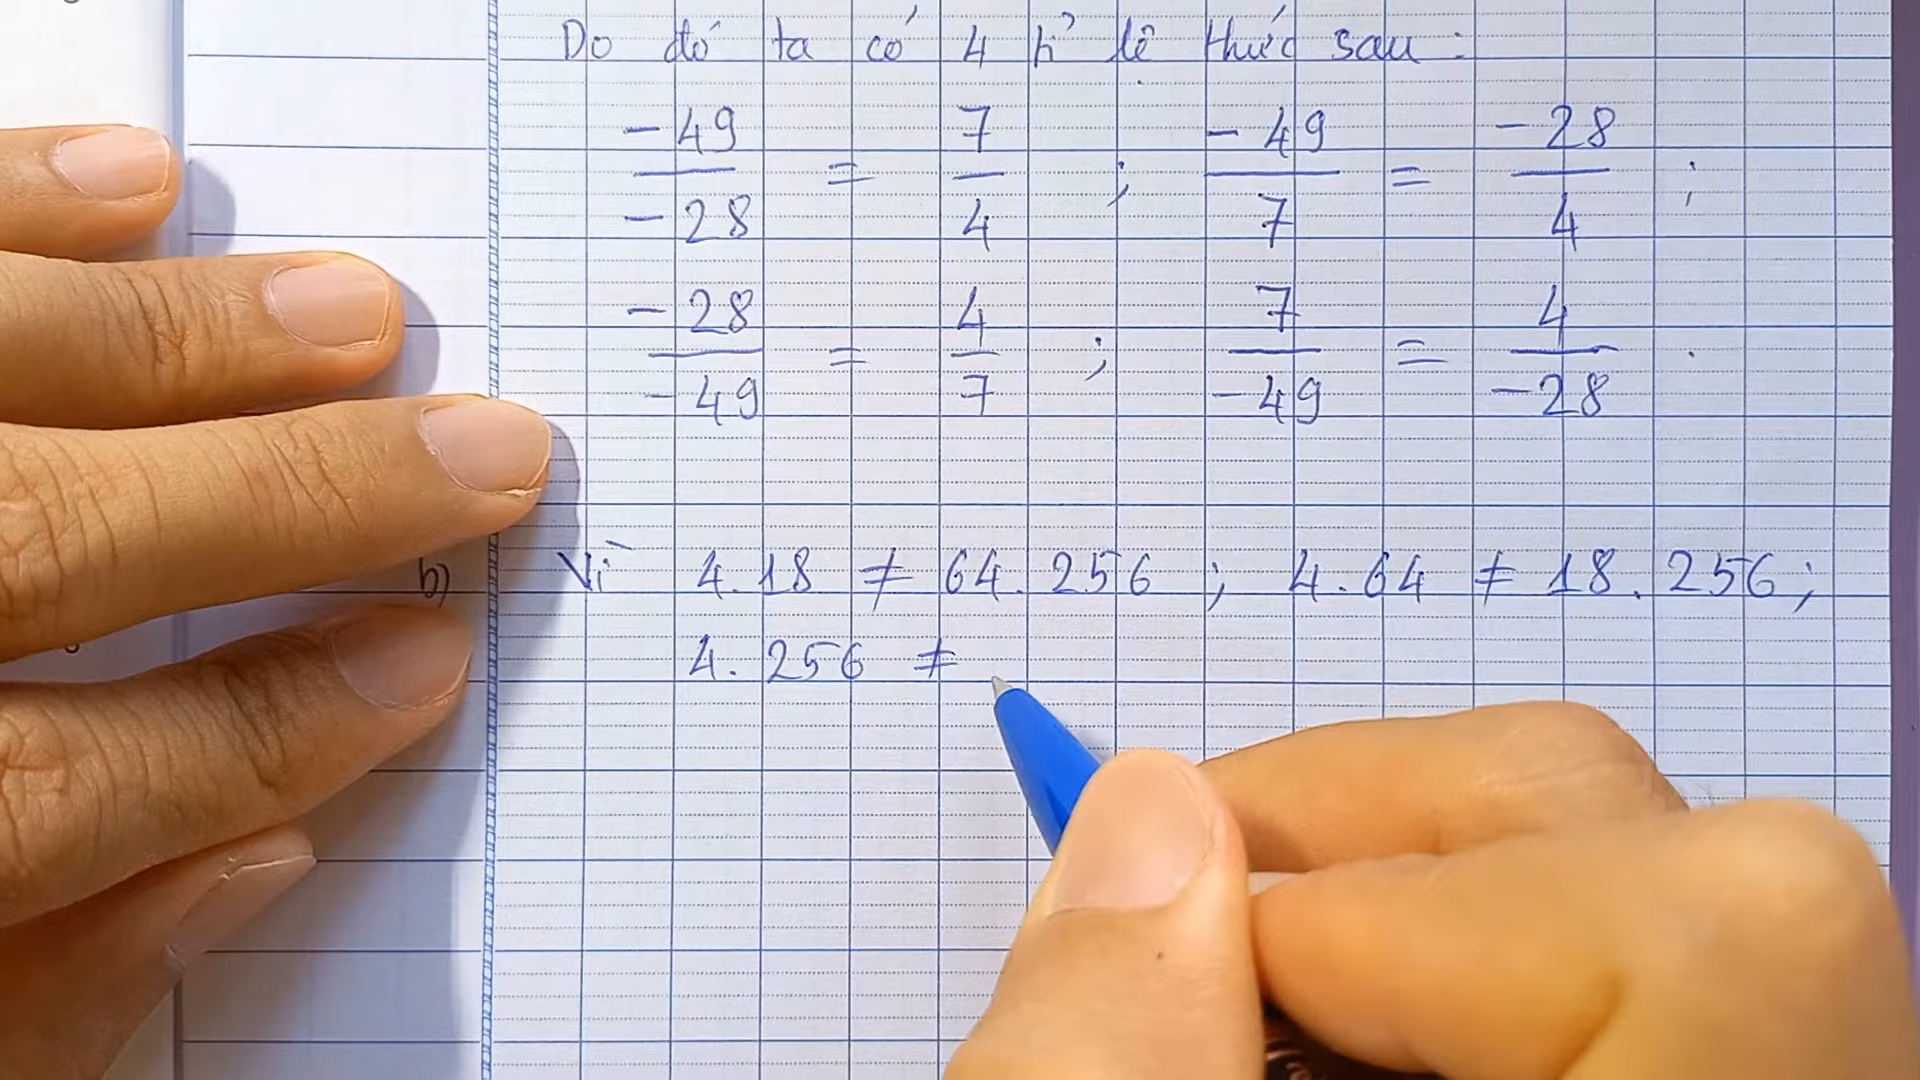 Do đó ta có 4 tỉ lệ thức sau:
-49/-28 = 7/4 ; -49/7 = -28/4 ;
-28/-49 = 4/7 ; 7/-49 = 4/-28 .
b) Vì 4.18 ≠ 64.256 ; 4.64 ≠ 18.256 ;
4.256 ≠